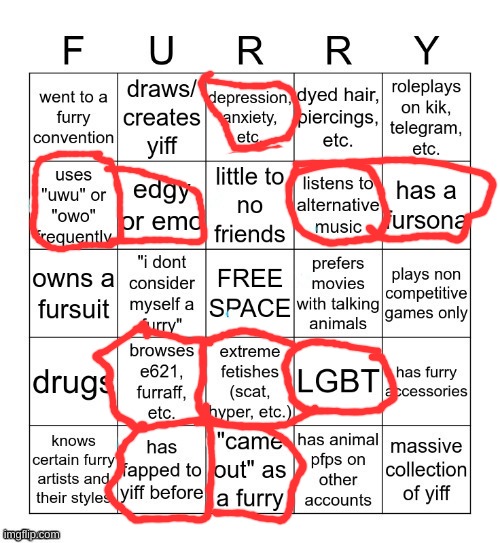 F U R R Y
went to a
furry
convention
draws/
creates
yiff
depression,
anxiety,
etc.
dyed hair,
piercings,
etc.
roleplays
on kik,
telegram,
etc.
uses
"uwu" or
"owo"
frequently
edgy
or emo
little to
no
friends
listens to
alternative
music
has a
fursona
owns a
fursuit
"i dont
consider
myself a
furry"
FREE
SPACE
prefers
movies
with talking
animals
plays non
competitive
games only
drugs
browses
e621,
furraff,
etc.
extreme
fetishes
(scat,
hyper, etc.)
LGBT
has furry
accessories
knows
certain furry
artists and
their styles
has
fapped to
yiff before
"came
out" as
a furry
has animal
pfps on
other
accounts
massive
collection
of yiff
imgflip.com